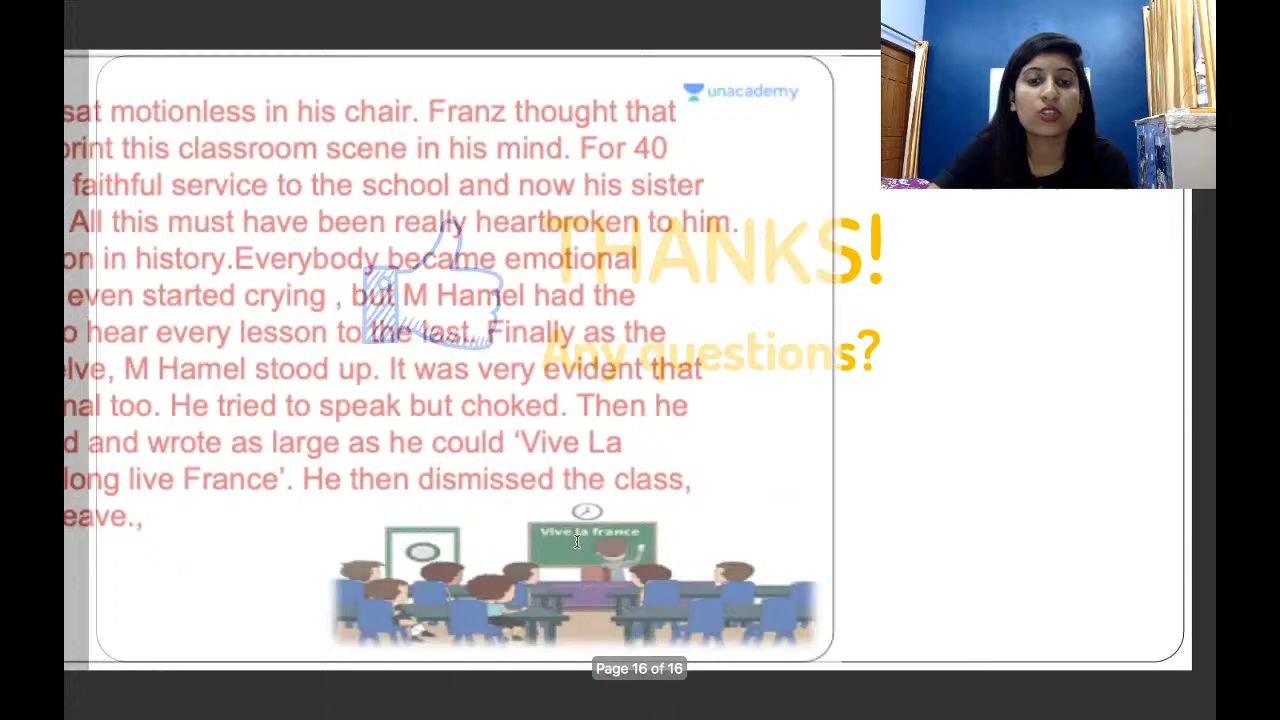 unacademy
sat motionless in his chair. Franz thought that
print this classroom scene in his mind. For 40
faithful service to the school and now his sister
All this must have been really heartbroken to him.
on in history.Everybody became emotional
even started crying , but M Hamel had the
o hear every lesson to the last. Finally as the
elve, M Hamel stood up. It was very evident that
nal too. He tried to speak but choked. Then he
d and wrote as large as he could ‘Vive La
long live France’. He then dismissed the class,
eave.,
THANKS!
Any questions?
Vive la france
Page 16 of 16